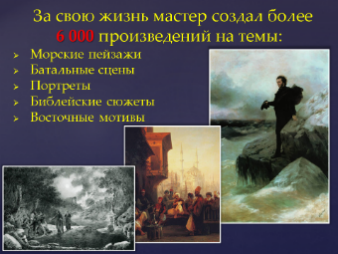 За свою жизнь мастер создал более
6 000 произведений на темы:
Морские пейзажи
Батальные сцены
Портреты
Библейские сюжеты
Восточные мотивы